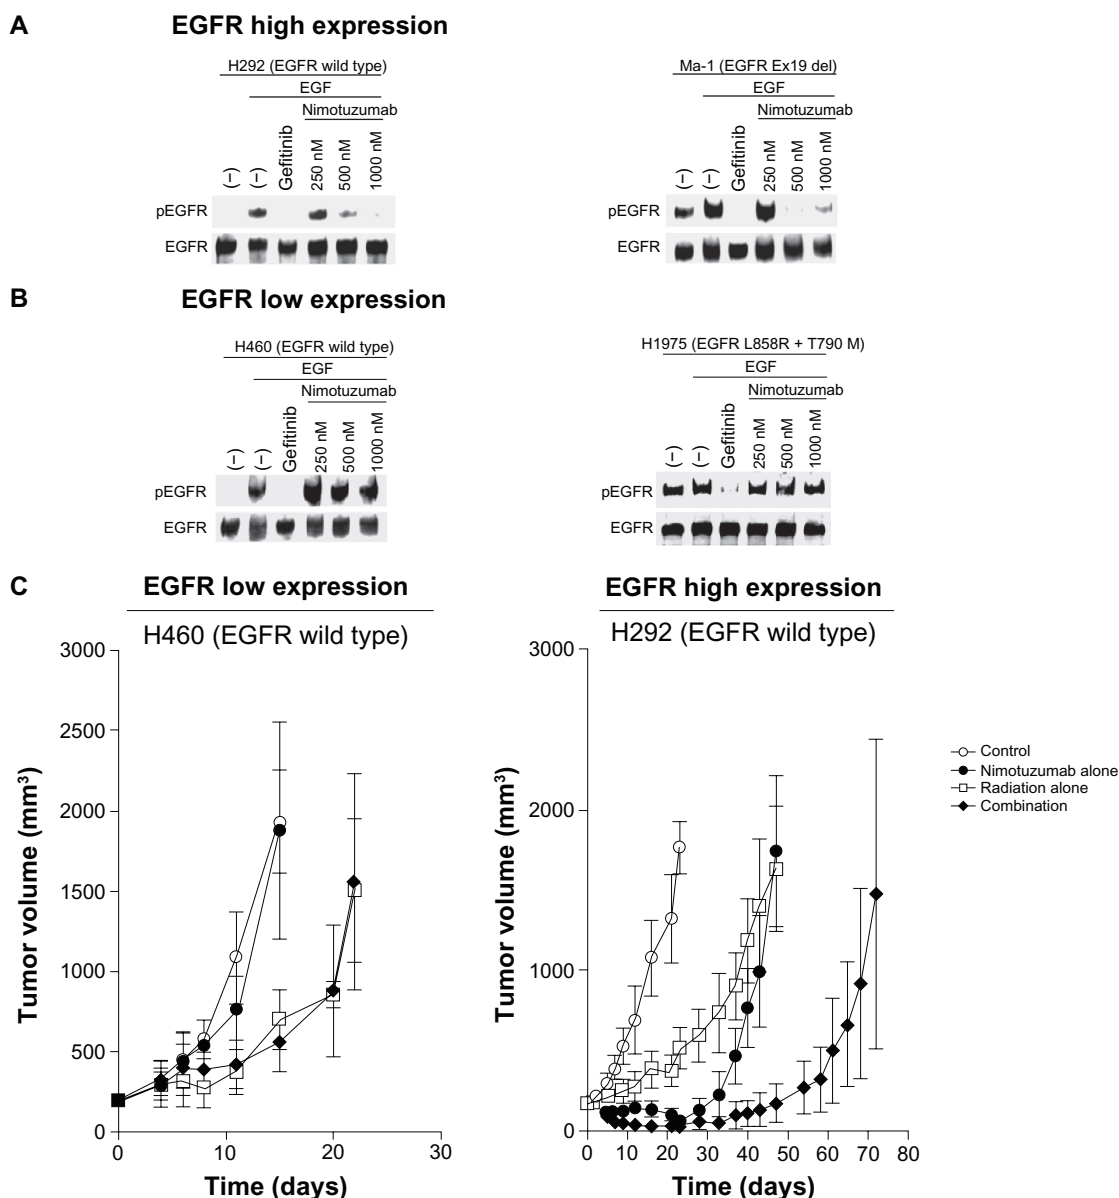 A
EGFR high expression
H292 (EGFR wild type)
EGF
Nimotuzumab
(–)
(–)
Gefitinib
250 nM
500 nM
1000 nM
pEGFR
EGFR
Ma-1 (EGFR Ex19 del)
EGF
Nimotuzumab
(–)
(–)
Gefitinib
250 nM
500 nM
1000 nM
pEGFR
EGFR
B
EGFR low expression
H460 (EGFR wild type)
EGF
Nimotuzumab
(–)
(–)
Gefitinib
250 nM
500 nM
1000 nM
pEGFR
EGFR
H1975 (EGFR L858R + T790 M)
EGF
Nimotuzumab
(–)
(–)
Gefitinib
250 nM
500 nM
1000 nM
pEGFR
EGFR
C
EGFR low expression
H460 (EGFR wild type)
Tumor volume (mm³)
3000
2500
2000
1500
1000
500
0
0 10 20 30
Time (days)
EGFR high expression
H292 (EGFR wild type)
Tumor volume (mm³)
3000
2000
1000
0
0 10 20 30 40 50 60 70 80
Time (days)
Control
Nimotuzumab alone
Radiation alone
Combination